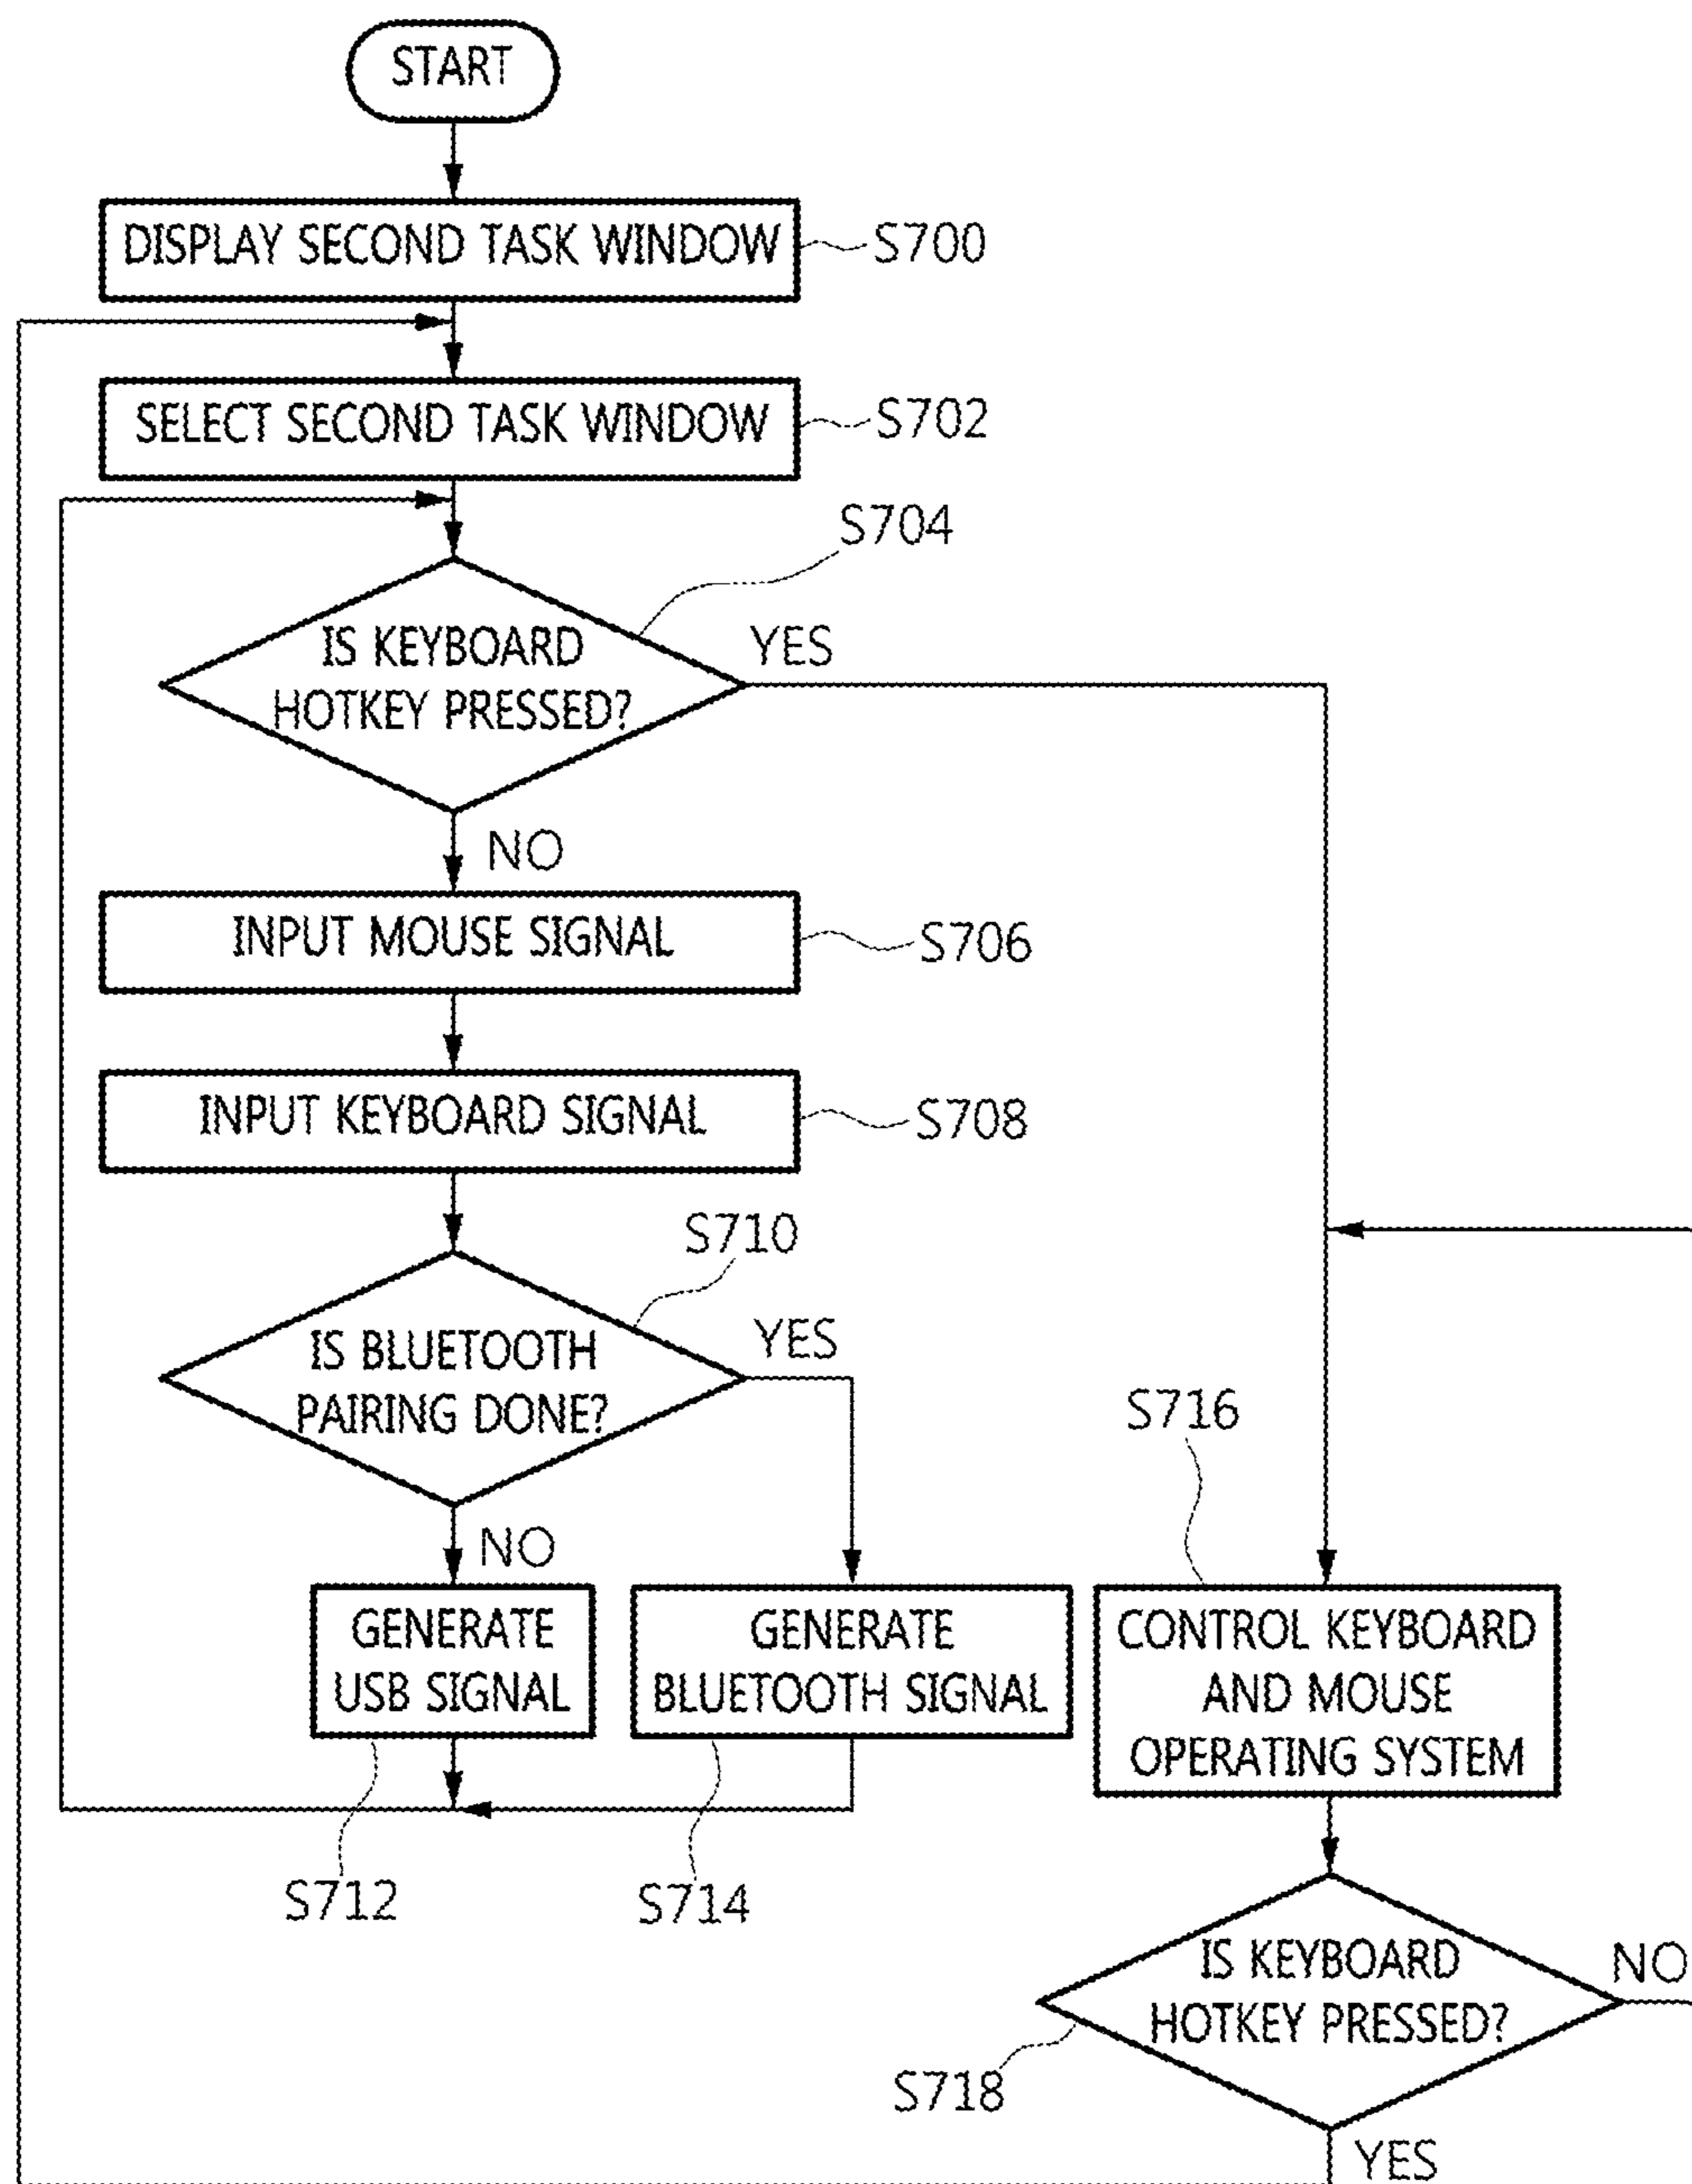 START
DISPLAY SECOND TASK WINDOW
S700
SELECT SECOND TASK WINDOW
S702
S704
IS KEYBOARD
HOTKEY PRESSED?
YES
NO
INPUT MOUSE SIGNAL
S706
INPUT KEYBOARD SIGNAL
S708
S710
IS BLUETOOTH
PAIRING DONE?
YES
NO
S716
GENERATE
USB SIGNAL
GENERATE
BLUETOOTH SIGNAL
CONTROL KEYBOARD
AND MOUSE
OPERATING SYSTEM
S712
S714
IS KEYBOARD
HOTKEY PRESSED?
NO
S718
YES